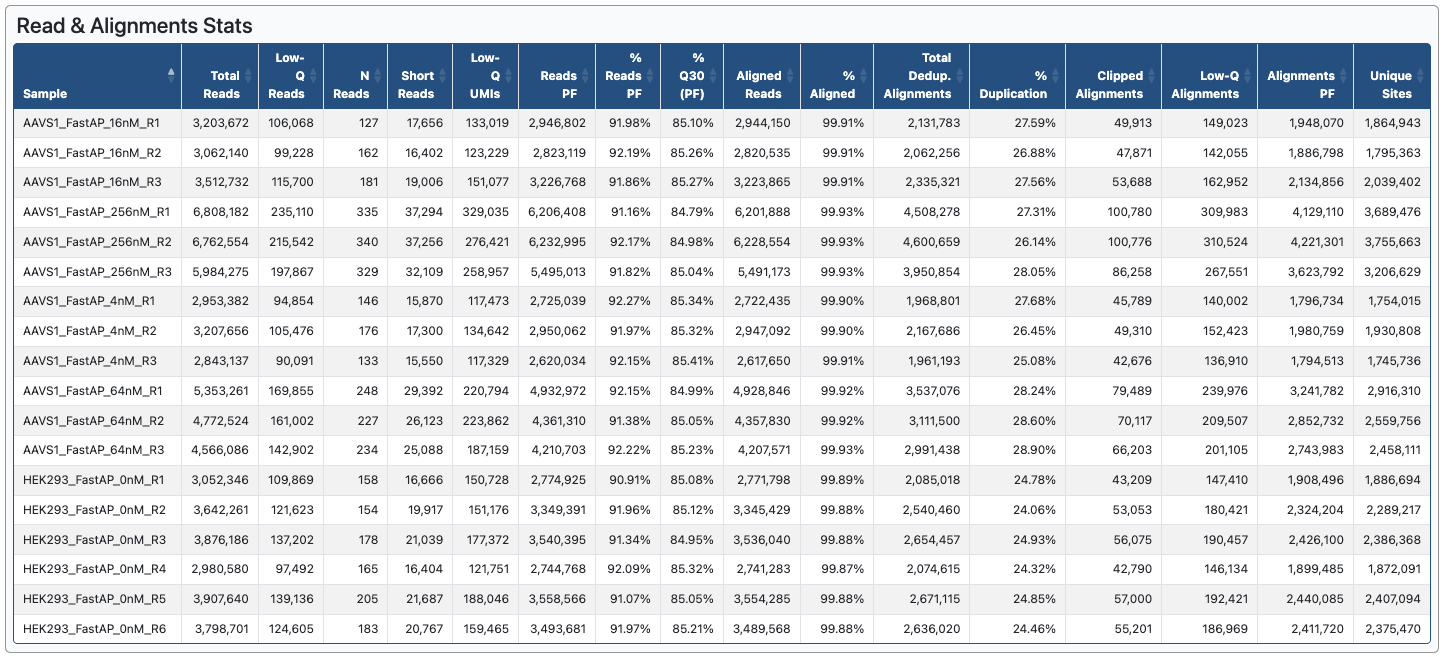 Read & Alignments Stats
Sample Total Reads Low-Q Reads N Reads Short Reads Low-Q UMIs Reads PF % Reads PF % Q30 (PF) Aligned Reads % Aligned Total Dedup. Alignments % Duplication Clipped Alignments Low-Q Alignments Alignments PF Unique Sites
AAVS1_FastAP_16nM_R1 3,203,672 106,068 127 17,656 133,019 2,946,802 91.98% 85.10% 2,944,150 99.91% 2,131,783 27.59% 49,913 149,023 1,948,070 1,864,943
AAVS1_FastAP_16nM_R2 3,062,140 99,228 162 16,402 123,229 2,823,119 92.19% 85.26% 2,820,535 99.91% 2,062,256 26.88% 47,871 142,055 1,886,798 1,795,363
AAVS1_FastAP_16nM_R3 3,512,732 115,700 181 19,006 151,077 3,226,768 91.86% 85.27% 3,223,865 99.91% 2,335,321 27.56% 53,688 162,952 2,134,856 2,039,402
AAVS1_FastAP_256nM_R1 6,808,182 235,110 335 37,294 329,035 6,206,408 91.16% 84.79% 6,201,888 99.93% 4,508,278 27.31% 100,780 309,983 4,129,110 3,689,476
AAVS1_FastAP_256nM_R2 6,762,554 215,542 340 37,256 276,421 6,232,995 92.17% 84.98% 6,228,554 99.93% 4,600,659 26.14% 100,776 310,524 4,221,301 3,755,663
AAVS1_FastAP_256nM_R3 5,984,275 197,867 329 32,109 258,957 5,495,013 91.82% 85.04% 5,491,173 99.93% 3,950,854 28.05% 86,258 267,551 3,623,792 3,206,629
AAVS1_FastAP_4nM_R1 2,953,382 94,854 146 15,870 117,473 2,725,039 92.27% 85.34% 2,722,435 99.90% 1,968,801 27.68% 45,789 140,002 1,796,734 1,754,015
AAVS1_FastAP_4nM_R2 3,207,656 105,476 176 17,300 134,642 2,950,062 91.97% 85.32% 2,947,092 99.90% 2,167,686 26.45% 49,310 152,423 1,980,759 1,930,808
AAVS1_FastAP_4nM_R3 2,843,137 90,091 133 15,550 117,329 2,620,034 92.15% 85.41% 2,617,650 99.91% 1,961,193 25.08% 42,676 136,910 1,794,513 1,745,736
AAVS1_FastAP_64nM_R1 5,353,261 169,855 248 29,392 220,794 4,932,972 92.15% 84.99% 4,928,846 99.92% 3,537,076 28.24% 79,489 239,976 3,241,782 2,916,310
AAVS1_FastAP_64nM_R2 4,772,524 161,002 227 26,123 223,862 4,361,310 91.38% 85.05% 4,357,830 99.92% 3,111,500 28.60% 70,117 209,507 2,852,732 2,559,756
AAVS1_FastAP_64nM_R3 4,566,086 142,902 234 25,088 187,159 4,210,703 92.22% 85.23% 4,207,571 99.93% 2,991,438 28.90% 66,203 201,105 2,743,983 2,458,111
HEK293_FastAP_0nM_R1 3,052,346 109,869 158 16,666 150,728 2,774,925 90.91% 85.08% 2,771,798 99.89% 2,085,018 24.78% 43,209 147,410 1,908,496 1,886,694
HEK293_FastAP_0nM_R2 3,642,261 121,623 154 19,917 151,176 3,349,391 91.96% 85.12% 3,345,429 99.88% 2,540,460 24.06% 53,053 180,421 2,324,204 2,289,217
HEK293_FastAP_0nM_R3 3,876,186 137,202 178 21,039 177,372 3,540,395 91.34% 84.95% 3,536,040 99.88% 2,654,457 24.93% 56,075 190,457 2,426,100 2,386,368
HEK293_FastAP_0nM_R4 2,980,580 97,492 165 16,404 121,751 2,744,768 92.09% 85.32% 2,741,283 99.87% 2,074,615 24.32% 42,790 146,134 1,899,485 1,872,091
HEK293_FastAP_0nM_R5 3,907,640 139,136 205 21,687 188,046 3,558,566 91.07% 85.05% 3,554,285 99.88% 2,671,115 24.85% 57,000 192,421 2,440,085 2,407,094
HEK293_FastAP_0nM_R6 3,798,701 124,605 183 20,767 159,465 3,493,681 91.97% 85.21% 3,489,568 99.88% 2,636,020 24.46% 55,201 186,969 2,411,720 2,375,470